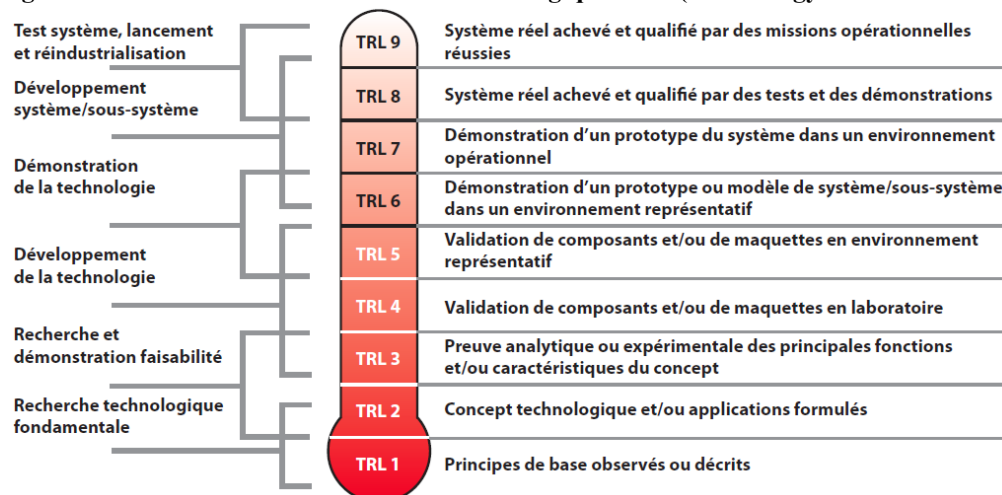 Test système, lancement
et réindustrialisation
Développement
système/sous-système
Démonstration
de la technologie
Développement
de la technologie
Recherche et
démonstration faisabilité
Recherche technologique
fondamentale
TRL 9
Système réel achevé et qualifié par des missions opérationnelles
réussies
TRL 8
Système réel achevé et qualifié par des tests et des démonstrations
TRL 7
Démonstration d'un prototype du système dans un environnement
opérationnel
TRL 6
Démonstration d'un prototype ou modèle de système/sous-système
dans un environnement représentatif
TRL 5
Validation de composants et/ou de maquettes en environnement
représentatif
TRL 4
Validation de composants et/ou de maquettes en laboratoire
TRL 3
Preuve analytique ou expérimentale des principales fonctions
et/ou caractéristiques du concept
TRL 2
Concept technologique et/ou applications formulés
TRL 1
Principes de base observés ou décrits